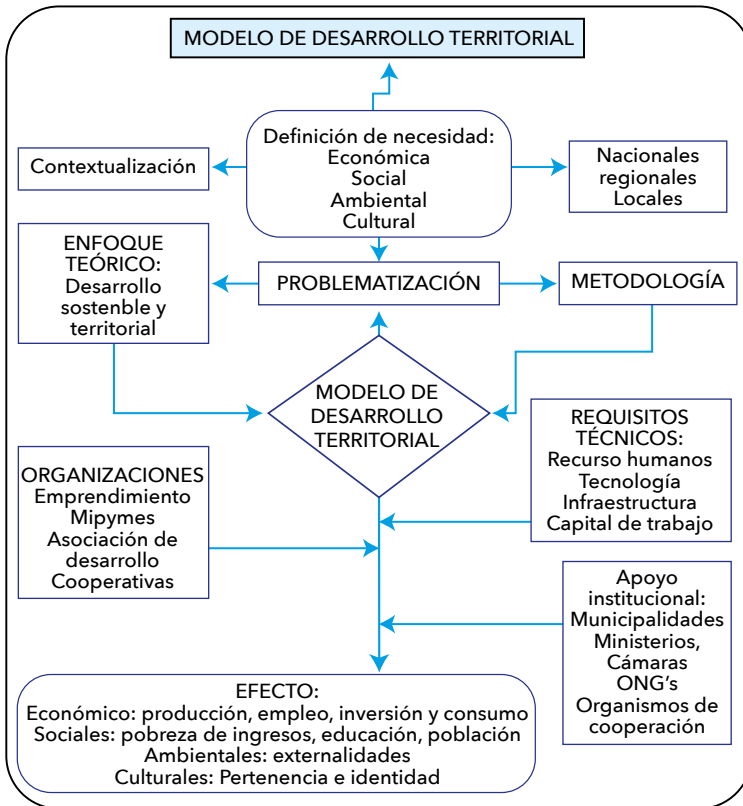 MODELO DE DESARROLLO TERRITORIAL
Definición de necesidad:
Económica
Social
Ambiental
Cultural
Contextualización
Nacionales
regionales
Locales
ENFOQUE
TEÓRICO:
Desarrollo
sostenble y
territorial
PROBLEMATIZACIÓN
METODOLOGÍA
MODELO DE
DESARROLLO
TERRITORIAL
REQUISITOS
TÉCNICOS:
Recurso humanos
Tecnología
Infraestructura
Capital de trabajo
ORGANIZACIONES
Emprendimiento
Mipymes
Asociación de
desarrollo
Cooperativas
Apoyo
institucional:
Municipalidades
Ministerios,
Cámaras
ONG's
Organismos de
cooperación
EFECTO:
Económico: producción, empleo, inversión y consumo
Sociales: pobreza de ingresos, educación, población
Ambientales: externalidades
Culturales: Pertenencia e identidad